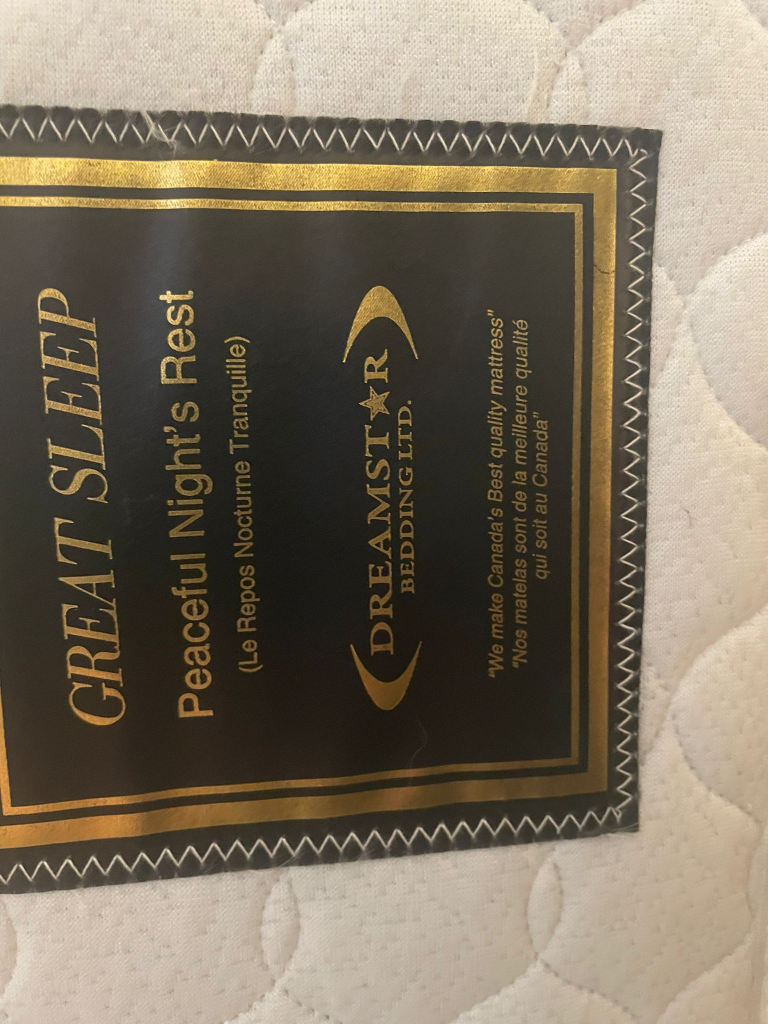 GREAT SLEEP
Peaceful Night's Rest
(Le Repos Nocturne Tranquille)
DREAMST★R
BEDDING LTD.
"We make Canada's Best quality mattress"
"Nos matelas sont de la meilleure qualité
qui soit au Canada"